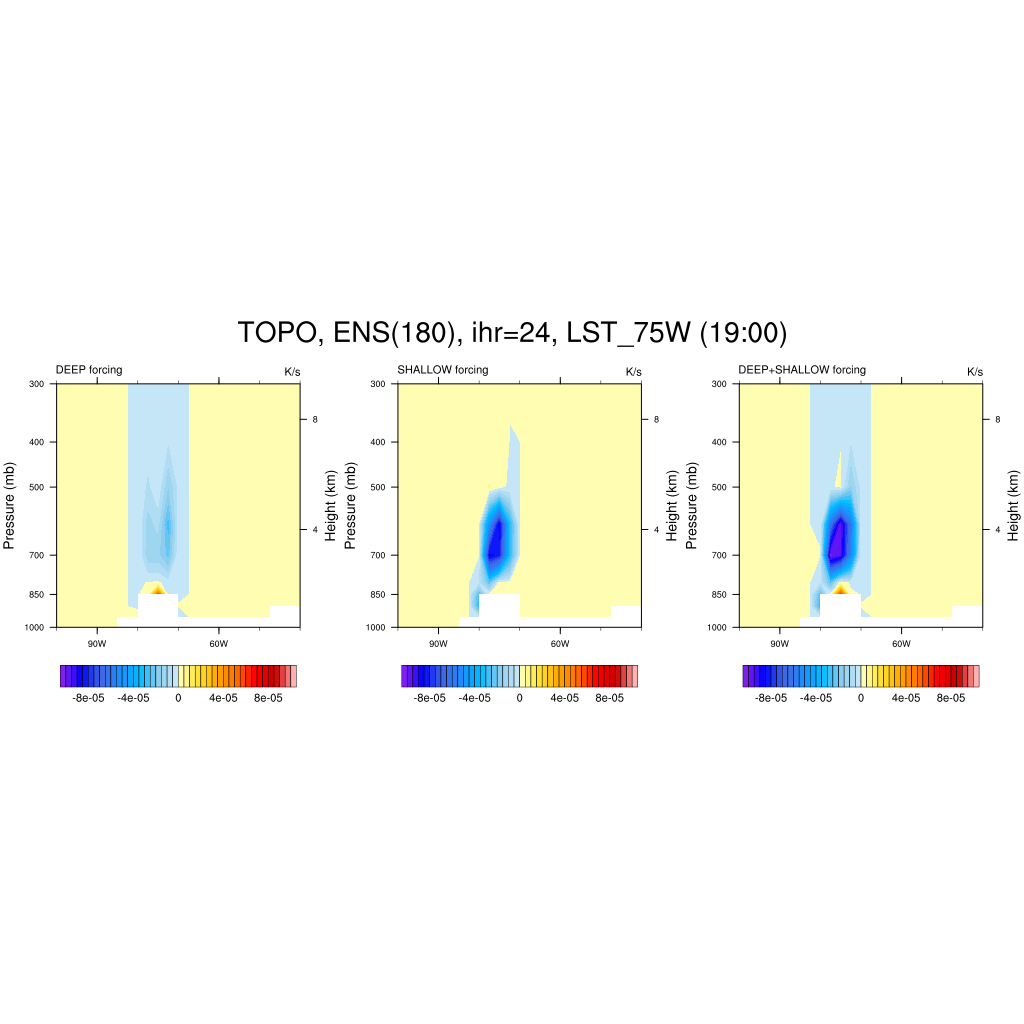 TOPO, ENS(180), ihr=24, LST_75W (19:00)
DEEP forcing K/s
SHALLOW forcing K/s
DEEP+SHALLOW forcing K/s
Pressure (mb)
300
400
500
700
850
1000
8
4
Height (km)
90W 60W
-8e-05 -4e-05 0 4e-05 8e-05
Pressure (mb)
300
400
500
700
850
1000
8
4
Height (km)
90W 60W
-8e-05 -4e-05 0 4e-05 8e-05
Pressure (mb)
300
400
500
700
850
1000
8
4
Height (km)
90W 60W
-8e-05 -4e-05 0 4e-05 8e-05